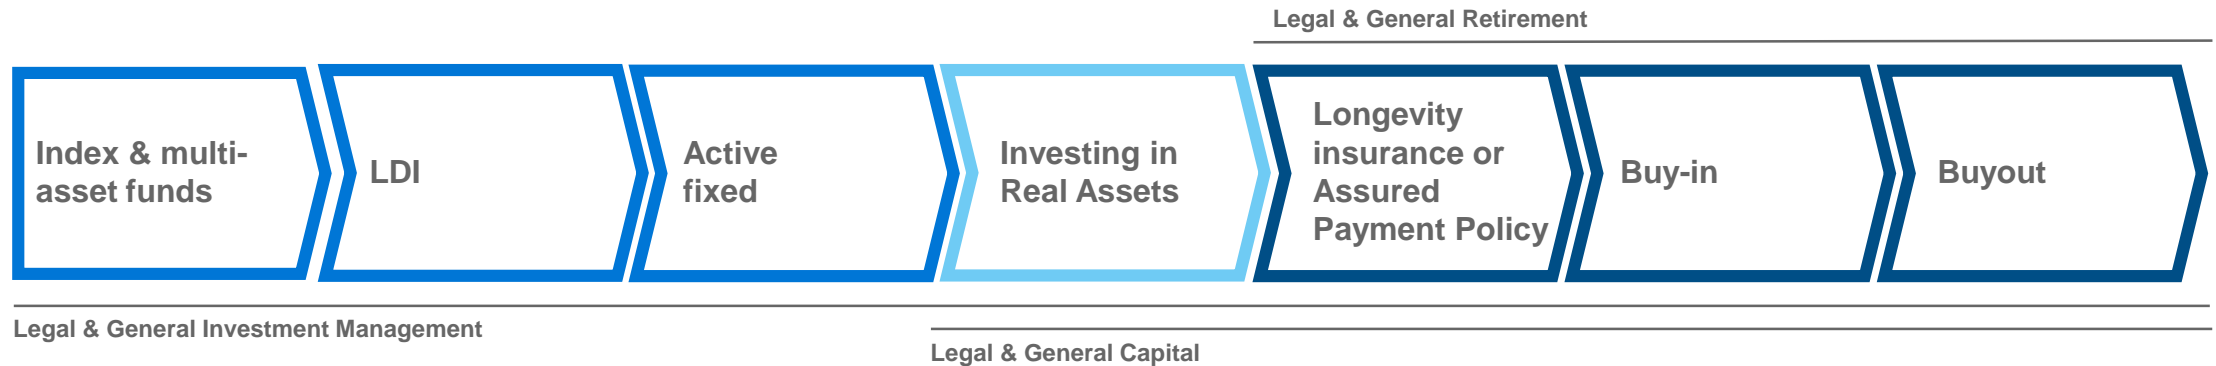 Legal & General Retirement
Index & multi-
asset funds
LDI
Active
fixed
Investing in
Real Assets
Longevity
insurance or
Assured
Payment Policy
Buy-in
Buyout
Legal & General Investment Management
Legal & General Capital